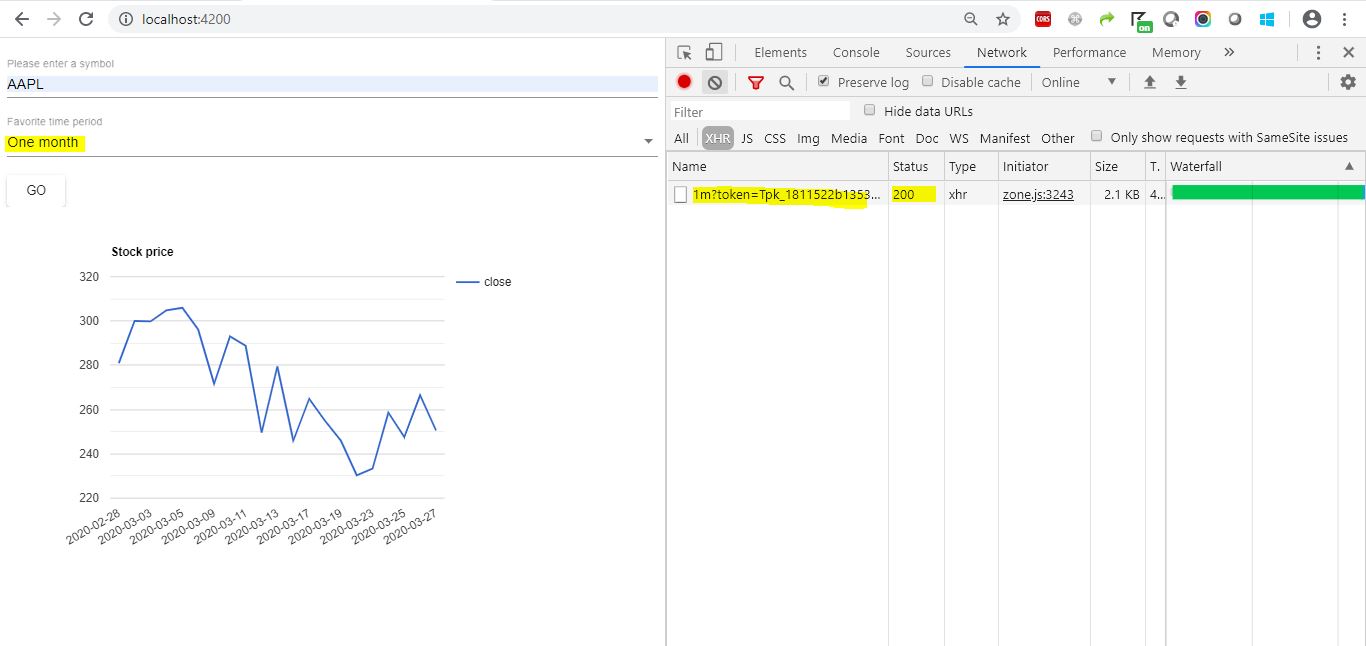 localhost:4200
CORS
on
Please enter a symbol
AAPL
Favorite time period
One month
GO
Stock price
320
300
280
260
240
220
close
2020-02-28
2020-03-03
2020-03-05
2020-03-09
2020-03-11
2020-03-13
2020-03-17
2020-03-19
2020-03-23
2020-03-25
2020-03-27
Elements Console Sources Network Performance Memory »
Preserve log Disable cache Online
Filter Hide data URLs
All XHR JS CSS Img Media Font Doc WS Manifest Other Only show requests with SameSite issues
Name Status Type Initiator Size T. Waterfall
1m?token=Tpk_1811522b1353... 200 xhr zone.js:3243 2.1 KB 4...